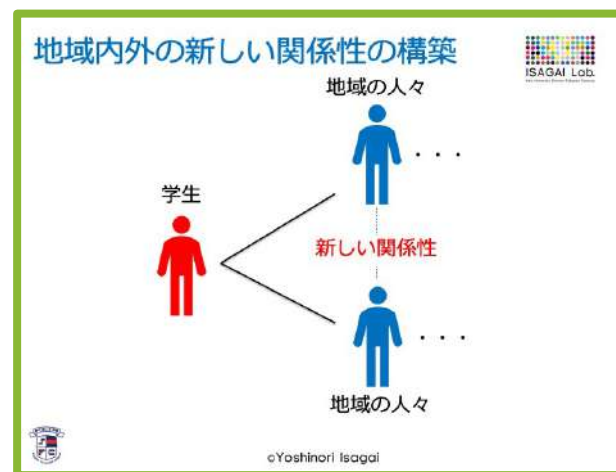 地域内外の新しい関係性の構築
ISAGAI Lab.
地域の人々
・・・
学生
新しい関係性
・・・
地域の人々
©Yoshinori Isagai